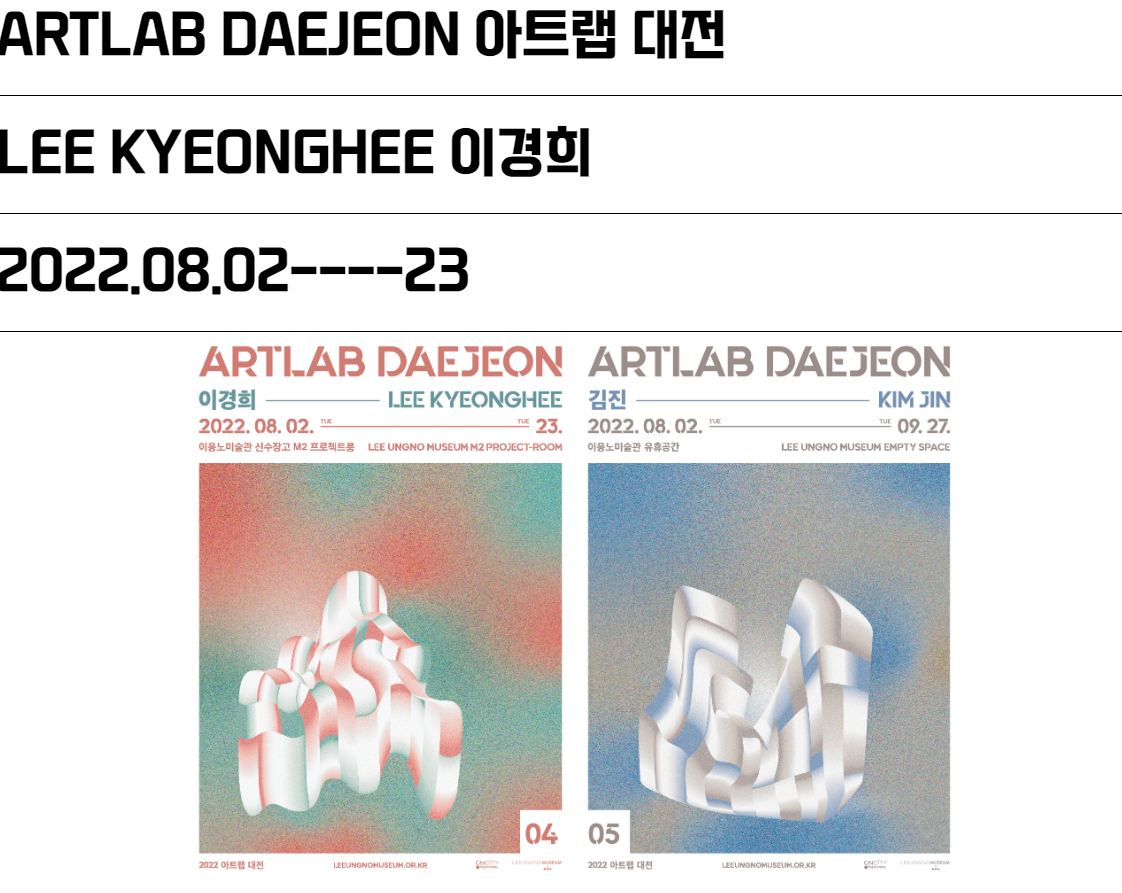 ARTLAB DAEJEON 아트랩 대전
LEE KYEONGHEE 이경희
2022.08.02----23
ARTLAB DAEJEON
이경희 LEE KYEONGHEE
2022. 08. 02. TUE TUE 23.
이응노미술관 신수장고 M2 프로젝트룸 LEE UNGNO MUSEUM M2 PROJECT-ROOM
04
2022 아트랩 대전 LEEUNGNOMUSEUM.OR.KR
ARTLAB DAEJEON
김진 KIM JIN
2022. 08. 02. TUE TUE 09. 27.
이응노미술관 유휴공간 LEE UNGNO MUSEUM EMPTY SPACE
05
2022 아트랩 대전 LEEUNGNOMUSEUM.OR.KR